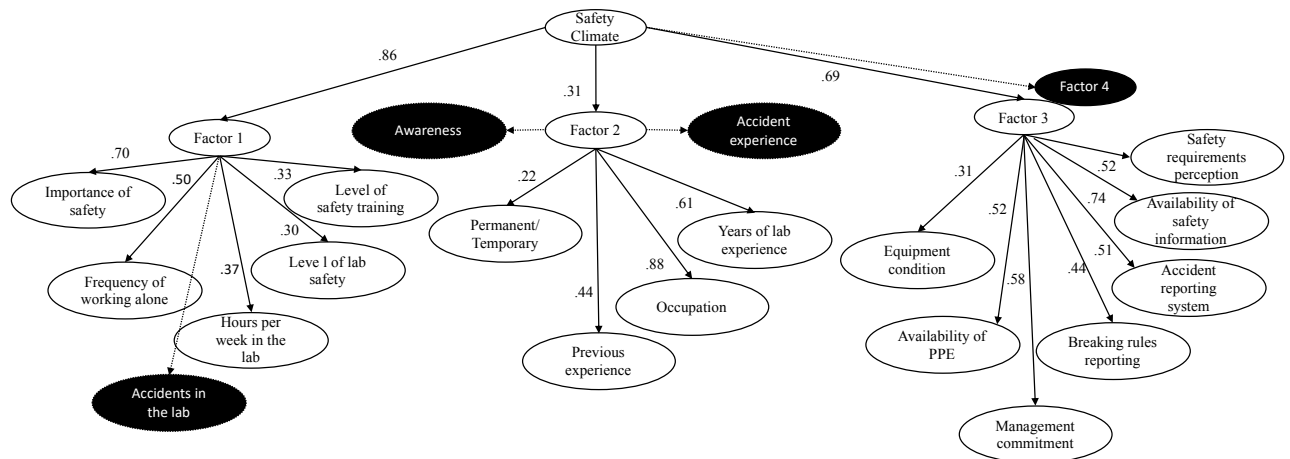 Safety
Climate
.86
.31
.69
Factor 4
Awareness
Accident
experience
Factor 1
Factor 2
Factor 3
.70
.50
.33
.30
.37
Importance of
safety
Level of
safety training
Frequency of
working alone
Leve l of lab
safety
Hours per
week in the
lab
Accidents in
the lab
.22
.61
.88
.44
Permanent/
Temporary
Years of lab
experience
Occupation
Previous
experience
.31
.52
.58
.44
.51
.74
.52
Safety
requirements
perception
Availability of
safety
information
Equipment
condition
Accident
reporting
system
Availability of
PPE
Breaking rules
reporting
Management
commitment